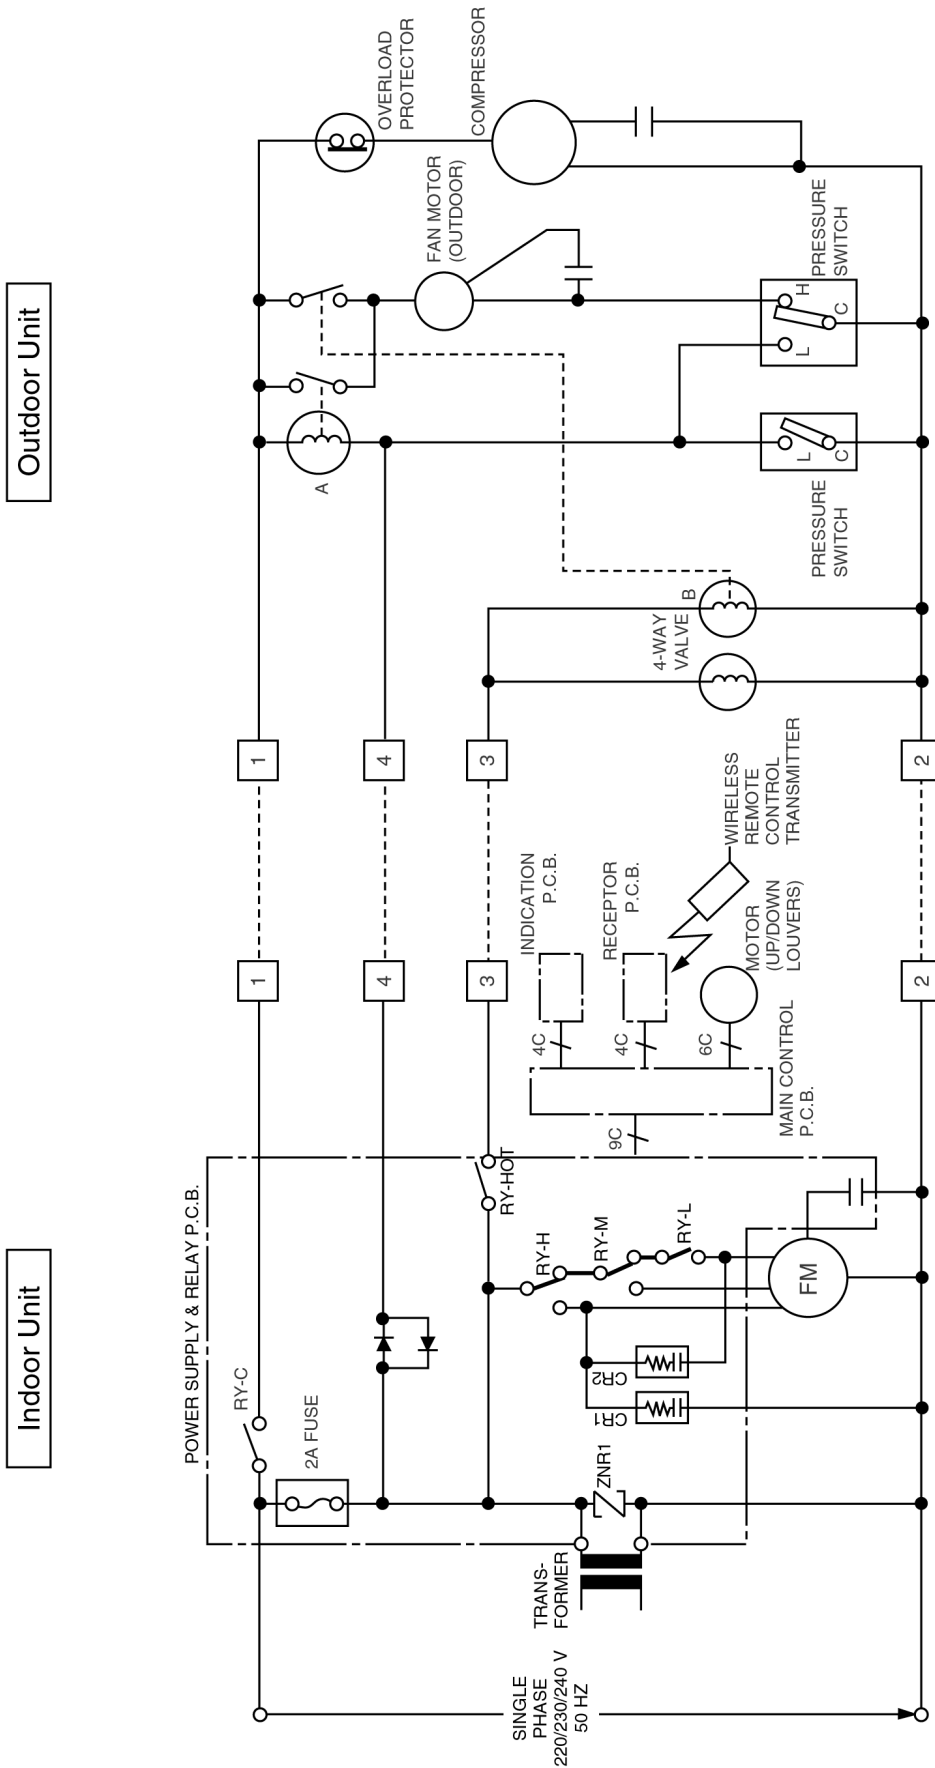 Indoor Unit
Outdoor Unit
POWER SUPPLY & RELAY P.C.B.
RY-C
2A FUSE
1
1
4
4
3
3
2
2
A
OVERLOAD
PROTECTOR
FAN MOTOR
(OUTDOOR)
COMPRESSOR
RY-HOT
RY-H
RY-M
RY-L
FM
CR2
CR1
ZNR1
TRANS-
FORMER
SINGLE
PHASE
220/230/240 V
50 HZ
9C
MAIN CONTROL
P.C.B.
4C
4C
6C
INDICATION
P.C.B.
RECEPTOR
P.C.B.
MOTOR
(UP/DOWN
LOUVERS)
WIRELESS
REMOTE
CONTROL
TRANSMITTER
4-WAY
VALVE
B
L
C
PRESSURE
SWITCH
L
H
C
PRESSURE
SWITCH